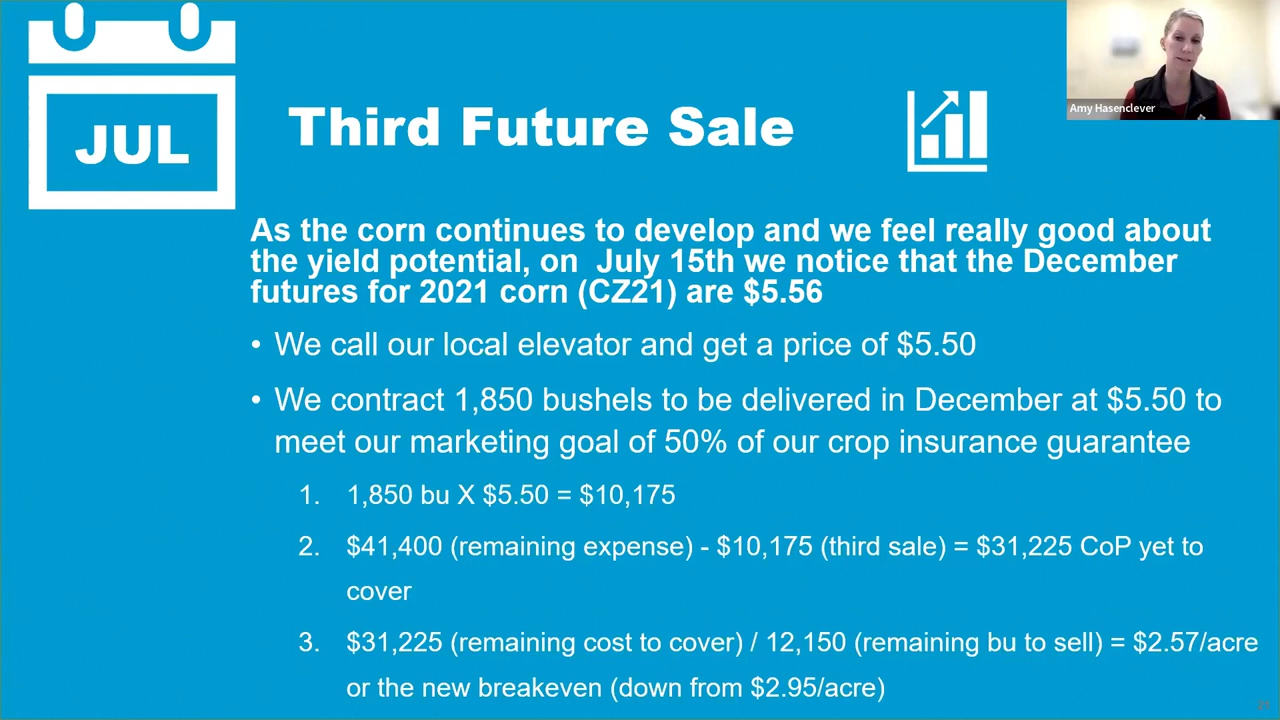 JUL
Third Future Sale
Amy Hasenclever
As the corn continues to develop and we feel really good about
the yield potential, on  July 15th we notice that the December
futures for 2021 corn (CZ21) are $5.56
• We call our local elevator and get a price of $5.50
• We contract 1,850 bushels to be delivered in December at $5.50 to
meet our marketing goal of 50% of our crop insurance guarantee
1. 1,850 bu X $5.50 = $10,175
2. $41,400 (remaining expense) - $10,175 (third sale) = $31,225 CoP yet to
cover
3. $31,225 (remaining cost to cover) / 12,150 (remaining bu to sell) = $2.57/acre
or the new breakeven (down from $2.95/acre)